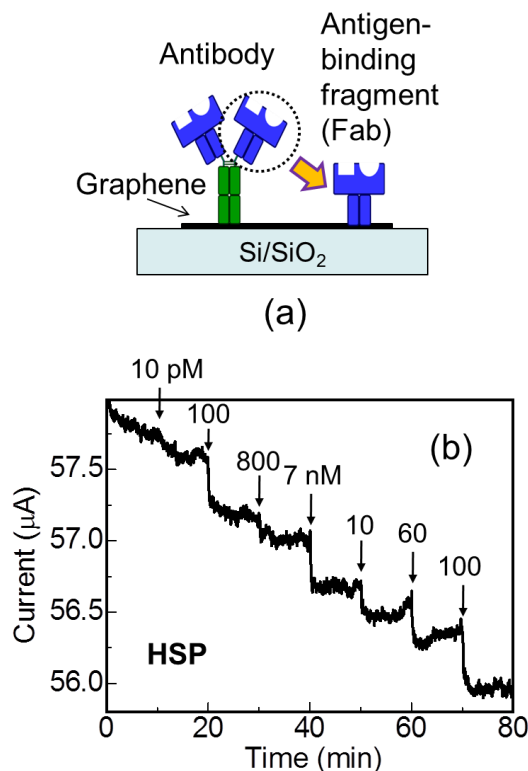 Antibody
Antigen-
binding
fragment
(Fab)
Graphene
Si/SiO₂
(a)
10 pM
100
800
7 nM
10
60
100
(b)
57.5
57.0
56.5
56.0
Current (μA)
HSP
0 20 40 60 80
Time (min)